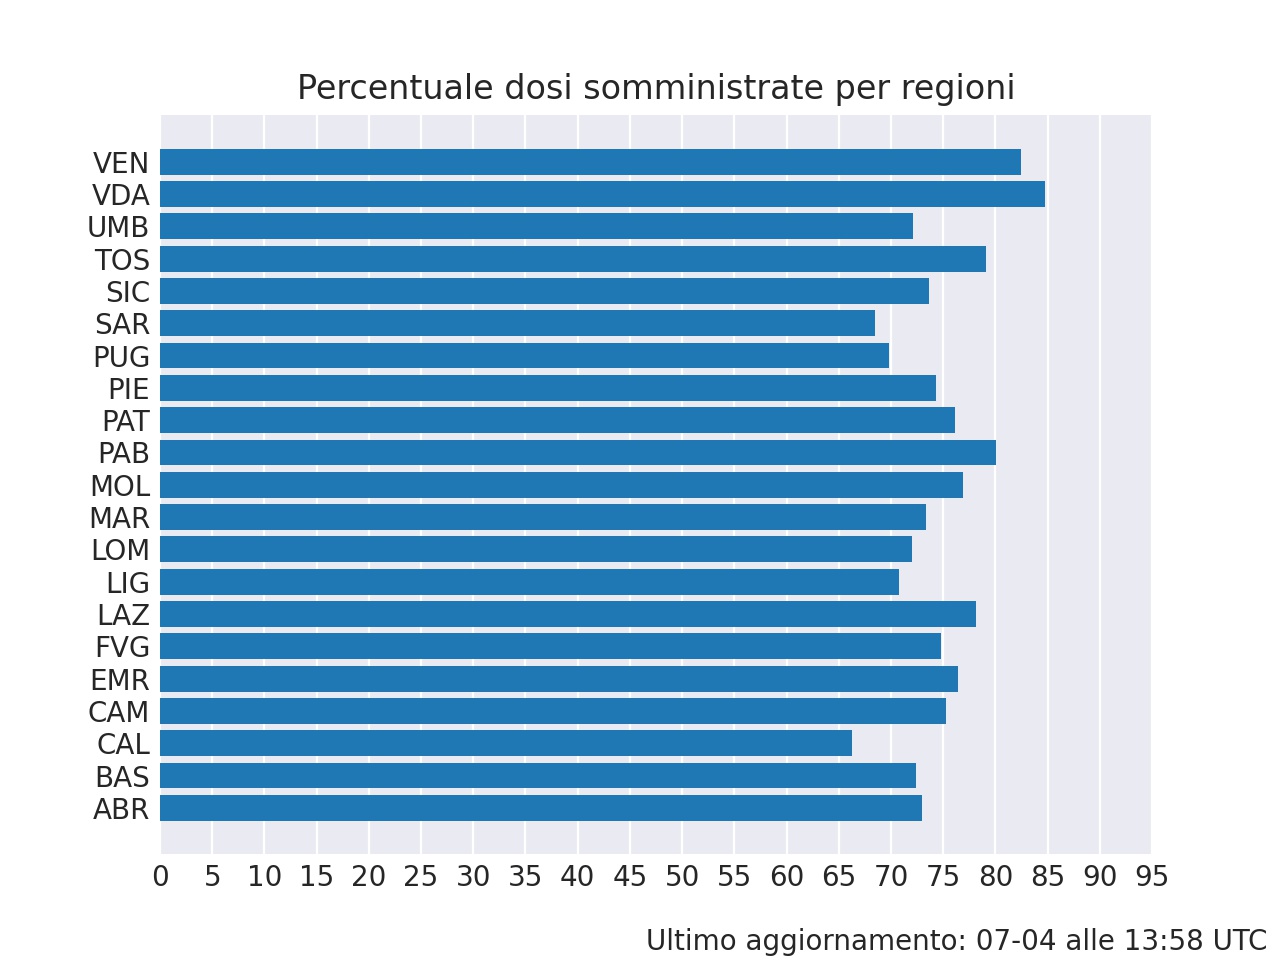 Percentuale dosi somministrate per regioni
VEN
VDA
UMB
TOS
SIC
SAR
PUG
PIE
PAT
PAB
MOL
MAR
LOM
LIG
LAZ
FVG
EMR
CAM
CAL
BAS
ABR
0 5 10 15 20 25 30 35 40 45 50 55 60 65 70 75 80 85 90 95
Ultimo aggiornamento: 07-04 alle 13:58 UTC